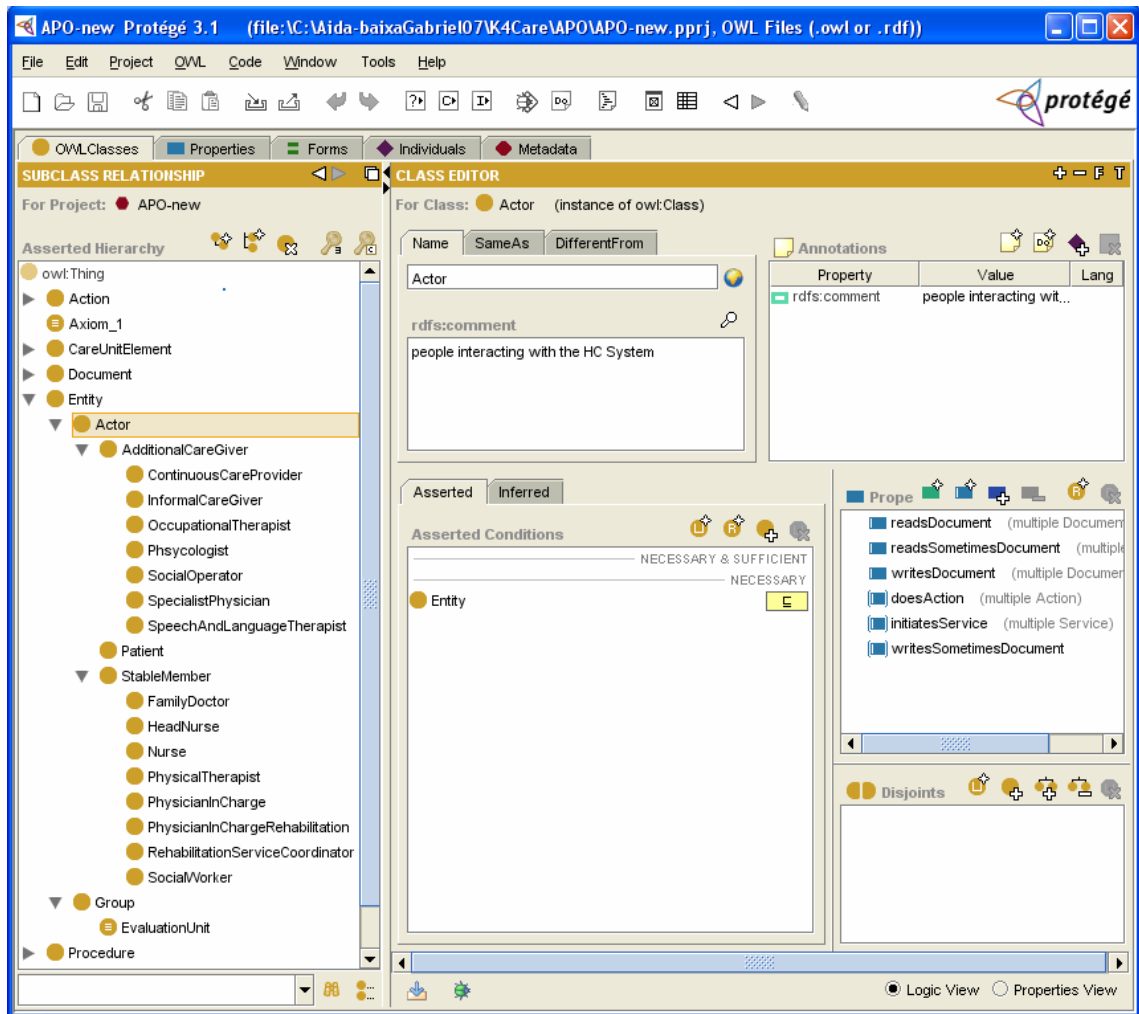 APO-new Protégé 3.1 (file:\C:\Aida-baixaGabriel07\K4Care\APO\APO-new.pprj, OWL Files (.owl or .rdf))
File Edit Project OWL Code Window Tools Help
protégé
OWLClasses Properties Forms Individuals Metadata
SUBCLASS RELATIONSHIP
For Project: APO-new
Asserted Hierarchy
owl:Thing
Action
Axiom_1
CareUnitElement
Document
Entity
Actor
AdditionalCareGiver
ContinuousCareProvider
InformalCareGiver
OccupationalTherapist
Phsycologist
SocialOperator
SpecialistPhysician
SpeechAndLanguageTherapist
Patient
StableMember
FamilyDoctor
HeadNurse
Nurse
PhysicalTherapist
PhysicianInCharge
PhysicianInChargeRehabilitation
RehabilitationServiceCoordinator
SocialWorker
Group
EvaluationUnit
Procedure
CLASS EDITOR
F T
For Class: Actor (instance of owl:Class)
Name SameAs DifferentFrom
Actor
rdfs:comment
people interacting with the HC System
Annotations
Property Value Lang
rdfs:comment people interacting wit...
Asserted Inferred
Asserted Conditions
NECESSARY & SUFFICIENT
NECESSARY
Entity ⊑
Prope
readsDocument (multiple Documen
readsSometimesDocument (multiple
writesDocument (multiple Documer
doesAction (multiple Action)
initiatesService (multiple Service)
writesSometimesDocument
Disjoints
Logic View Properties View